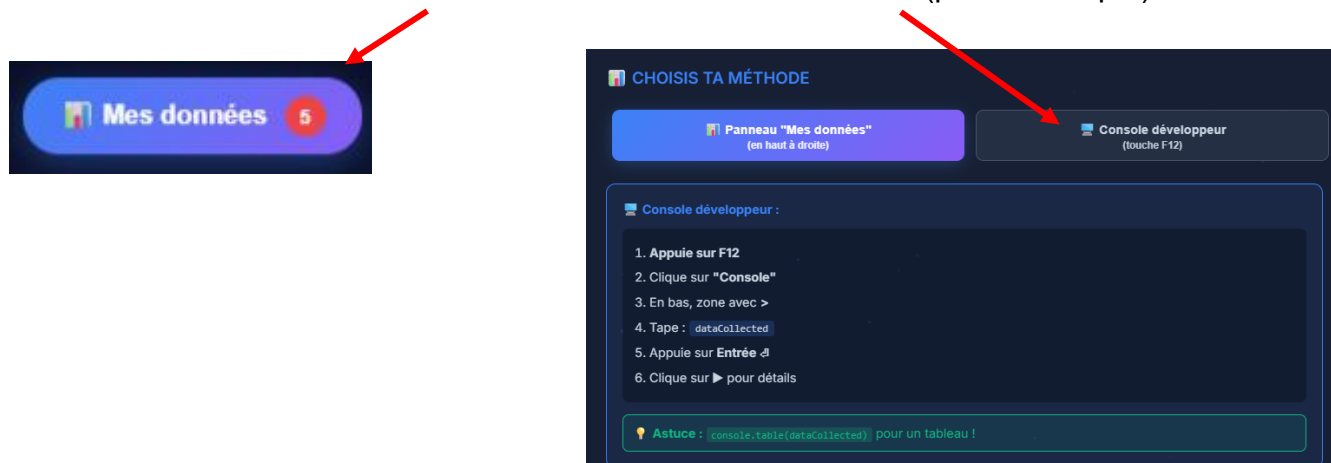 Mes données 5
CHOISIS TA MÉTHODE
Panneau "Mes données"
(en haut à droite)
Console développeur
(touche F12)
Console développeur :
1. Appuie sur F12
2. Clique sur "Console"
3. En bas, zone avec >
4. Tape : dataCollected
5. Appuie sur Entrée ⏎
6. Clique sur ▶ pour détails
Astuce : console.table(dataCollected) pour un tableau !